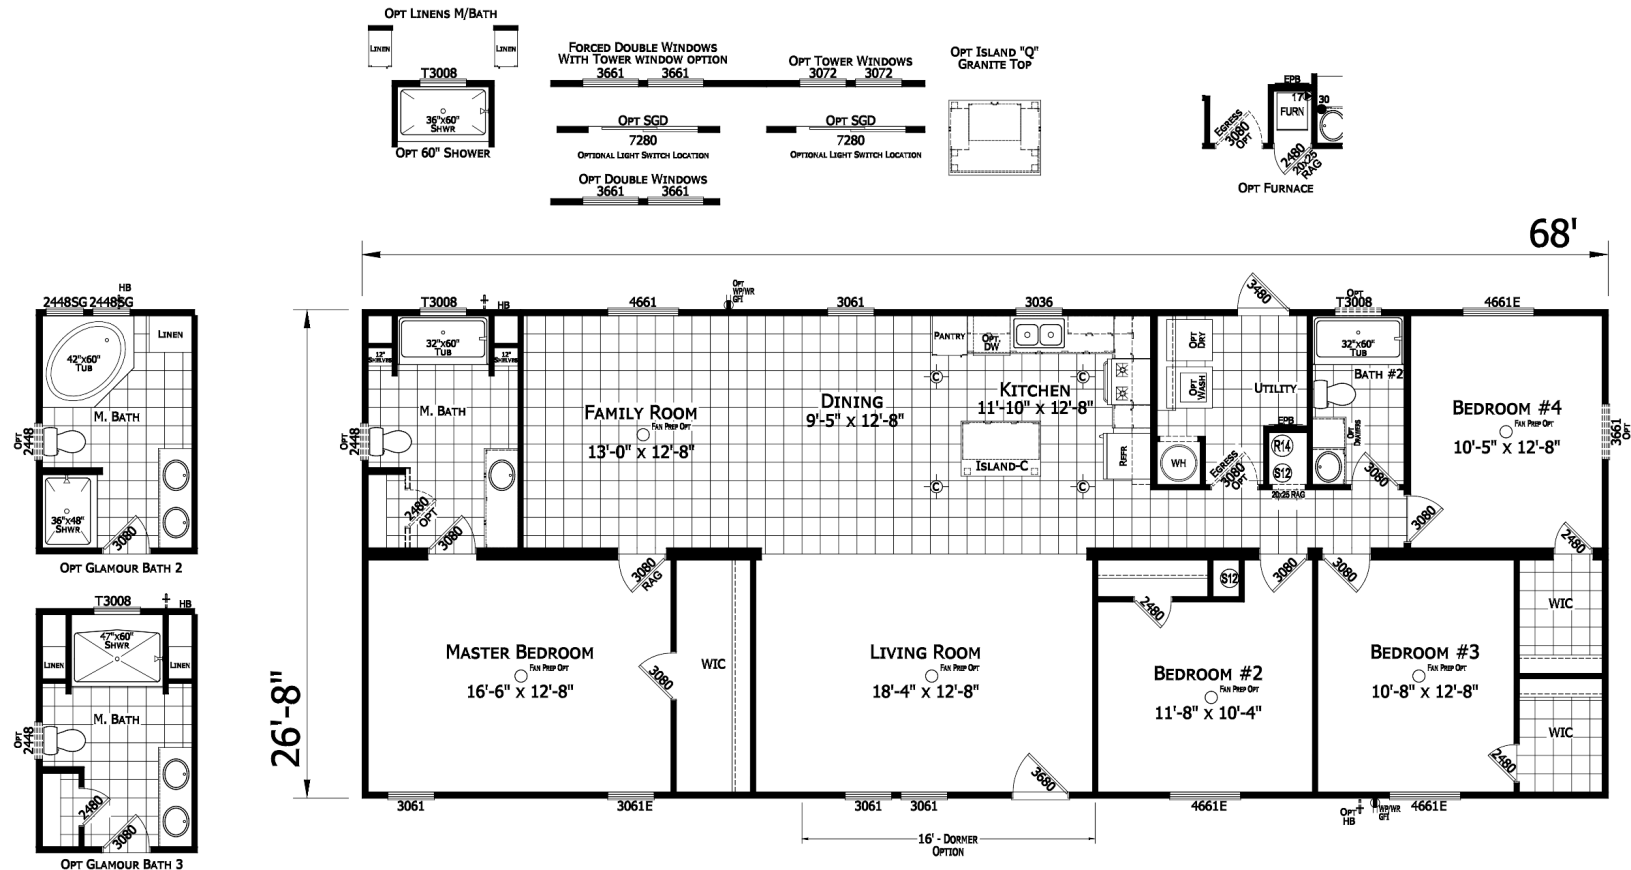 OPT LINENS M/BATH
LINEN
LINEN
T3008
36"x60"
SHWR
OPT 60" SHOWER
FORCED DOUBLE WINDOWS
WITH TOWER WINDOW OPTION
3661 3661
OPT TOWER WINDOWS
3072 3072
OPT SGD
7280
OPTIONAL LIGHT SWITCH LOCATION
OPT SGD
7280
OPTIONAL LIGHT SWITCH LOCATION
OPT DOUBLE WINDOWS
3661 3661
OPT ISLAND "Q"
GRANITE TOP
EPB
17
30
FURN
EGRESS
3080
OPT
2480
20x25
RAG
OPT FURNACE
68'
26'-8"
HB
2448SG 2448SG
LINEN
42"x60"
TUB
M. BATH
OPT
2448
36"x48"
SHWR
3080
OPT GLAMOUR BATH 2
T3008
HB
47"x60"
SHWR
LINEN
LINEN
M. BATH
OPT
2448
2480
3080
OPT GLAMOUR BATH 3
T3008
HB
4661
OPT
WP/WR
GFI
3061
3036
3480
OPT
T3008
4661E
12"
SHELVES
32"x60"
TUB
12"
SHELVES
M. BATH
OPT
2448
2480
OPT
3080
FAMILY ROOM
FAN PREP OPT
13'-0" x 12'-8"
DINING
9'-5" x 12'-8"
PANTRY
OPT.
DW
C
C
KITCHEN
11'-10" x 12'-8"
ISLAND-C
C
C
REFR
OPT
DRY
OPT
WASH
UTILITY
WH
EGRESS
3080
OPT
EPB
R14
S12
20x25 RAG
32"x60"
TUB
BATH #2
OPT
DRAWERS
3080
BEDROOM #4
FAN PREP OPT
10'-5" x 12'-8"
3661
OPT
3080
2480
3080
RAG
MASTER BEDROOM
FAN PREP OPT
16'-6" x 12'-8"
3080
WIC
LIVING ROOM
FAN PREP OPT
18'-4" x 12'-8"
3680
S12
2480
3080
BEDROOM #2
FAN PREP OPT
11'-8" x 10'-4"
3080
BEDROOM #3
FAN PREP OPT
10'-8" x 12'-8"
WIC
WIC
2480
3061
3061E
3061 3061
4661E
OPT
HB
WP/WR
GFI
4661E
16' - DORMER
OPTION